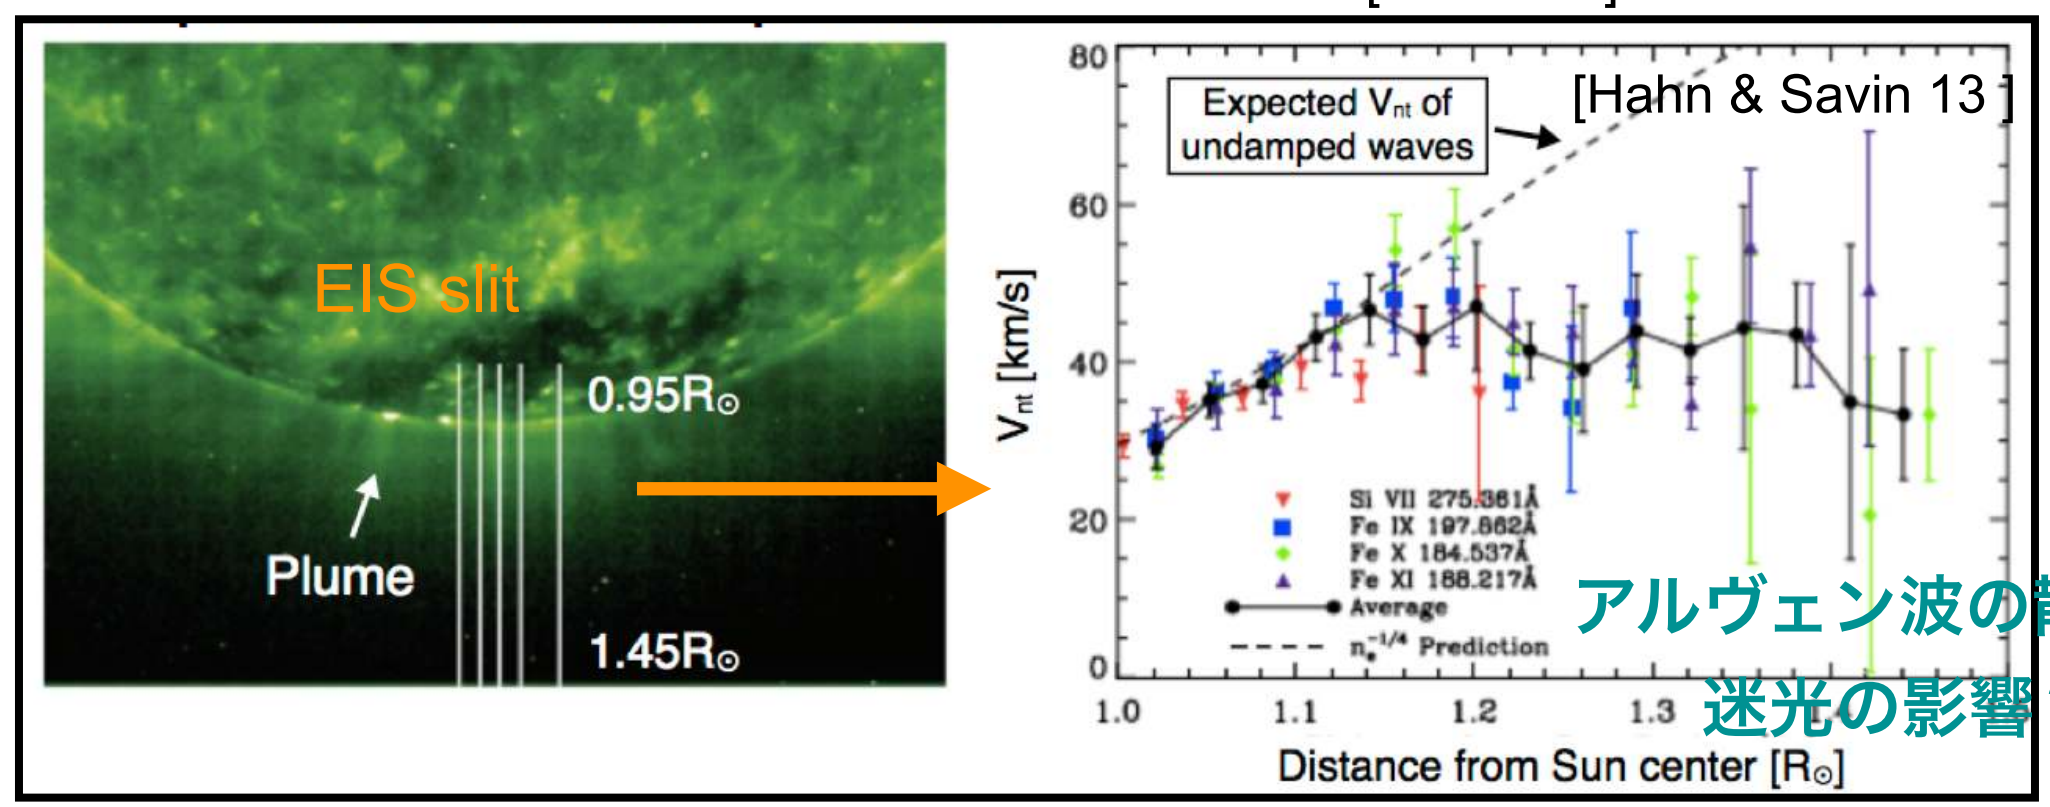 [Hahn & Savin 13 ]
EIS slit
0.95R☉
Plume
1.45R☉
Expected Vnt of
undamped waves
80
60
40
20
0
Vnt [km/s]
Si VII 275.361Å
Fe IX 197.862Å
Fe X 184.537Å
Fe XI 188.217Å
Average
ne^-1/4 Prediction
アルヴェン波の
迷光の影響
1.0 1.1 1.2 1.3 1.4
Distance from Sun center [R☉]